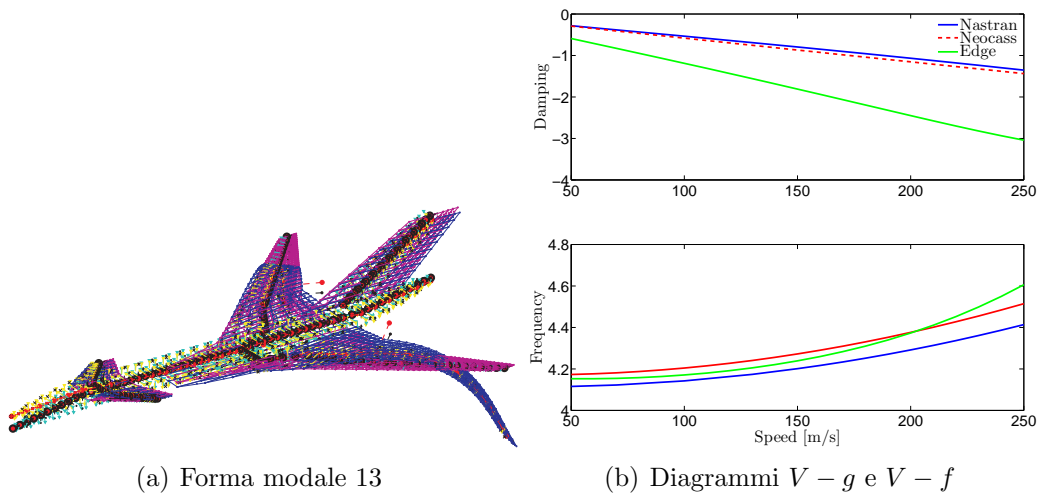 0
−1
−2
−3
−4
Damping
50 100 150 200 250
Nastran
Neocass
Edge
4.8
4.6
4.4
4.2
4
Frequency
50 100 150 200 250
Speed [m/s]
(a) Forma modale 13
(b) Diagrammi V − g e V − f